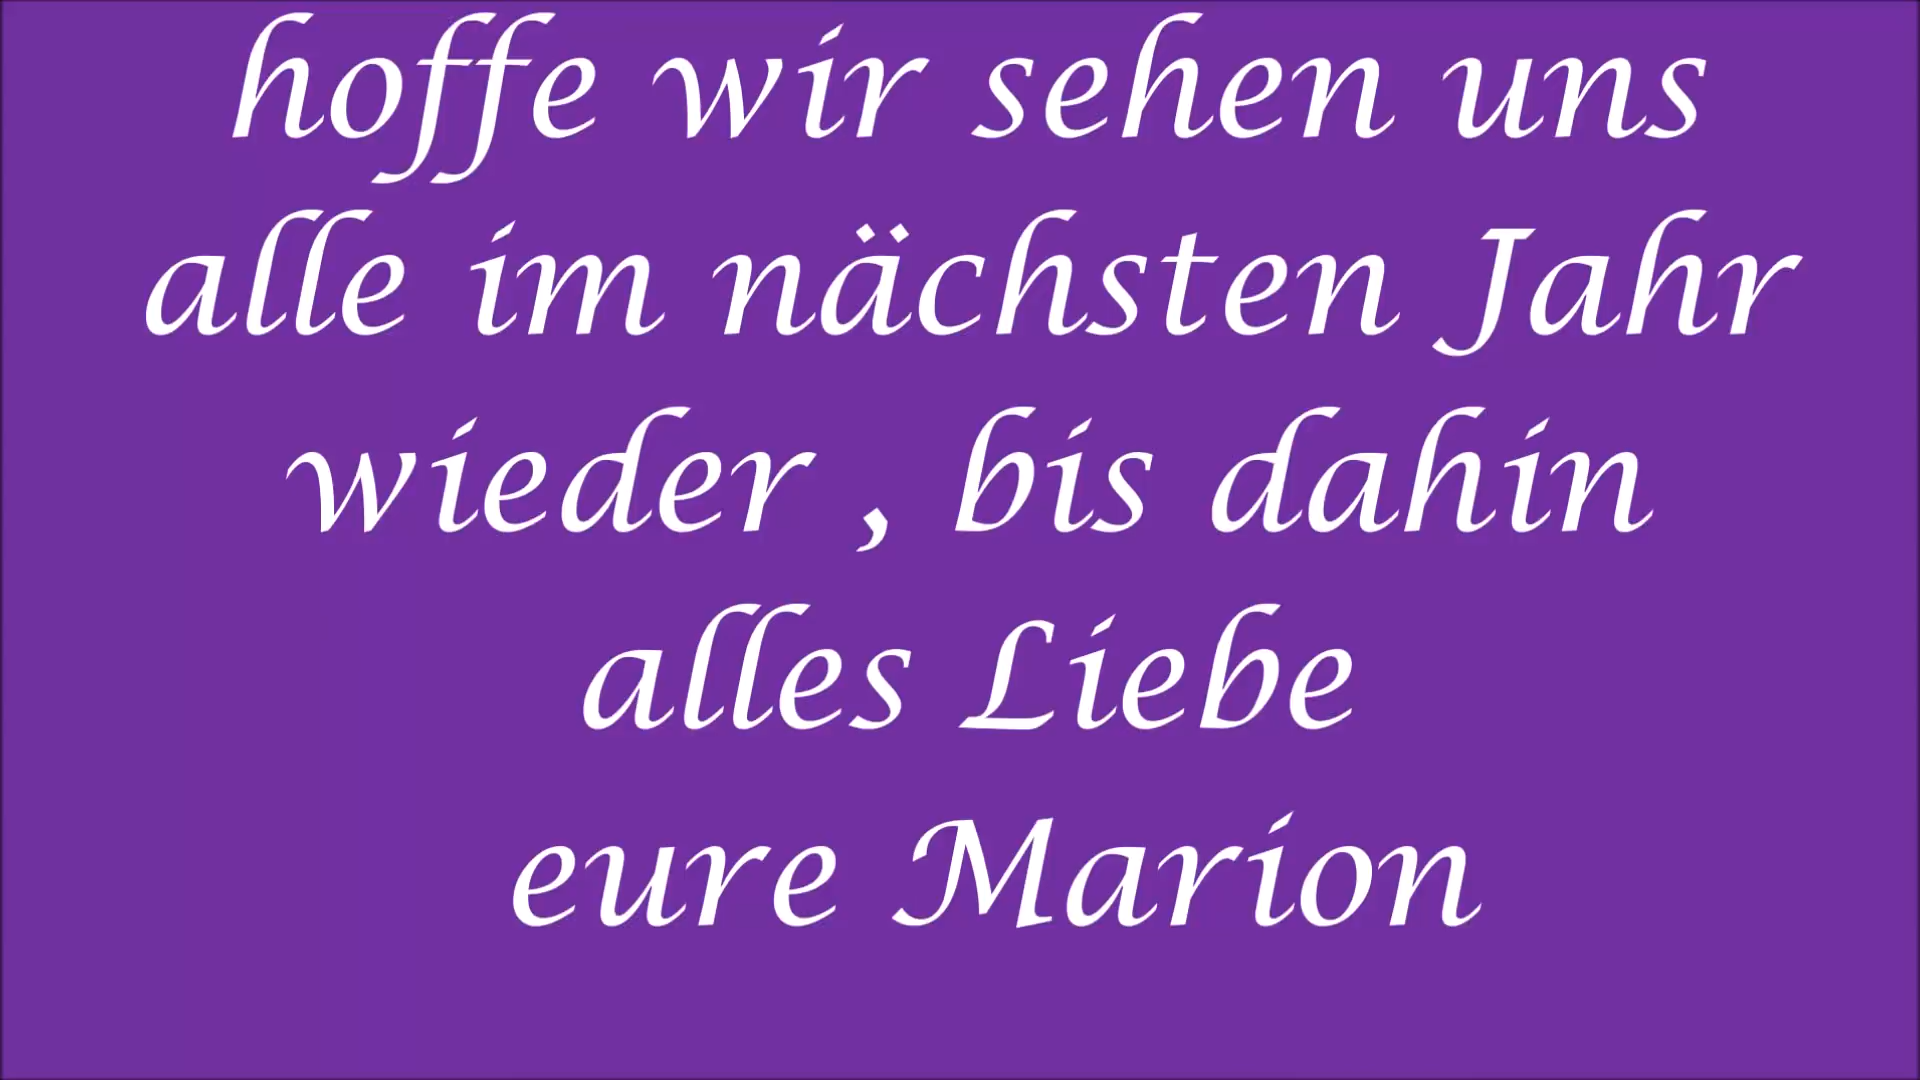 hoffe wir sehen uns
alle im nächsten Jahr
wieder , bis dahin
alles Liebe
eure Marion